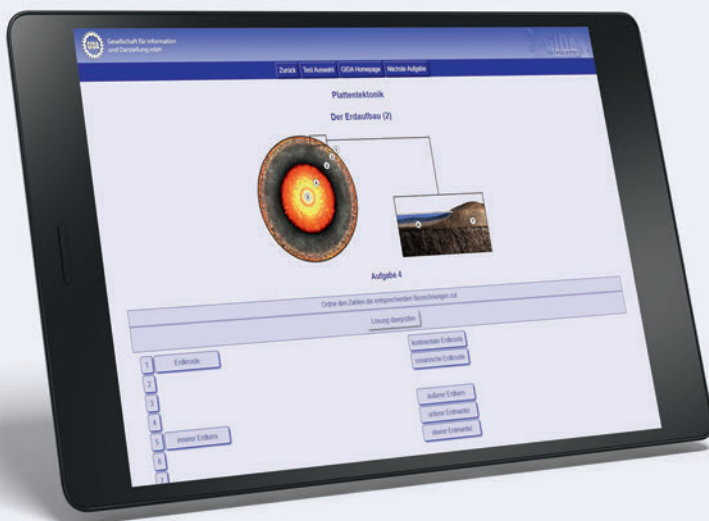 GIDA
Gesellschaft für Information
und Darstellung mbH
Zurück Test Auswahl GIDA Homepage Nächste Aufgabe
Plattentektonik
Der Erdaufbau (2)
Aufgabe 4
Ordne den Zahlen die entsprechenden Bezeichnungen zu!
Lösung überprüfen
1 Erdkruste
kontinentale Erdkruste
2
ozeanische Erdkruste
3
4
äußerer Erdkern
5 innerer Erdkern
unterer Erdmantel
6
oberer Erdmantel
7